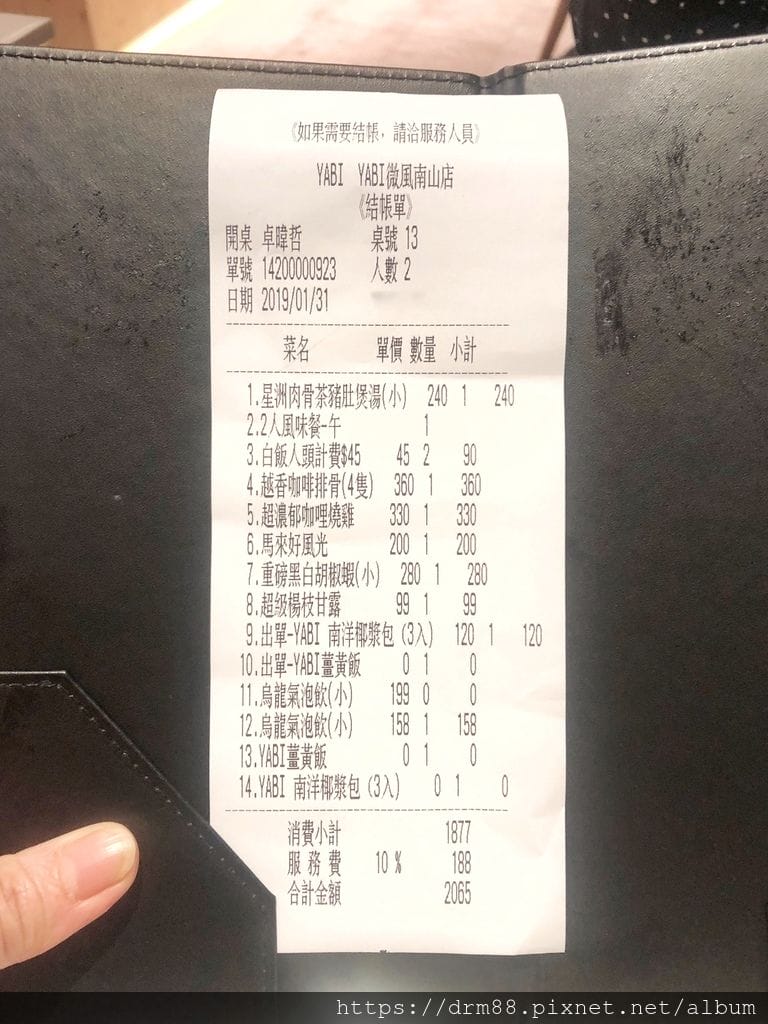 《如果需要結帳，請洽服務人員》
YABI YABI微風南山店
《結帳單》
開桌 卓暐哲 桌號 13
單號 14200000923 人數 2
日期 2019/01/31
菜名 單價 數量 小計
1.星洲肉骨茶豬肚煲湯(小) 240 1 240
2.2人風味餐-午 1
3.白飯人頭計費$45 45 2 90
4.越香咖啡排骨(4隻) 360 1 360
5.超濃郁咖哩燒雞 330 1 330
6.馬來好風光 200 1 200
7.重磅黑白胡椒蝦(小) 280 1 280
8.超級楊枝甘露 99 1 99
9.出單-YABI 南洋椰漿包 (3入) 120 1 120
10.出單-YABI薑黃飯 0 1 0
11.烏龍氣泡飲(小) 199 0 0
12.烏龍氣泡飲(小) 158 1 158
13.YABI薑黃飯 0 1 0
14.YABI 南洋椰漿包 (3入) 0 1 0
消費小計 1877
服務費 10 % 188
合計金額 2065
https://drm88.pixnet.net/album